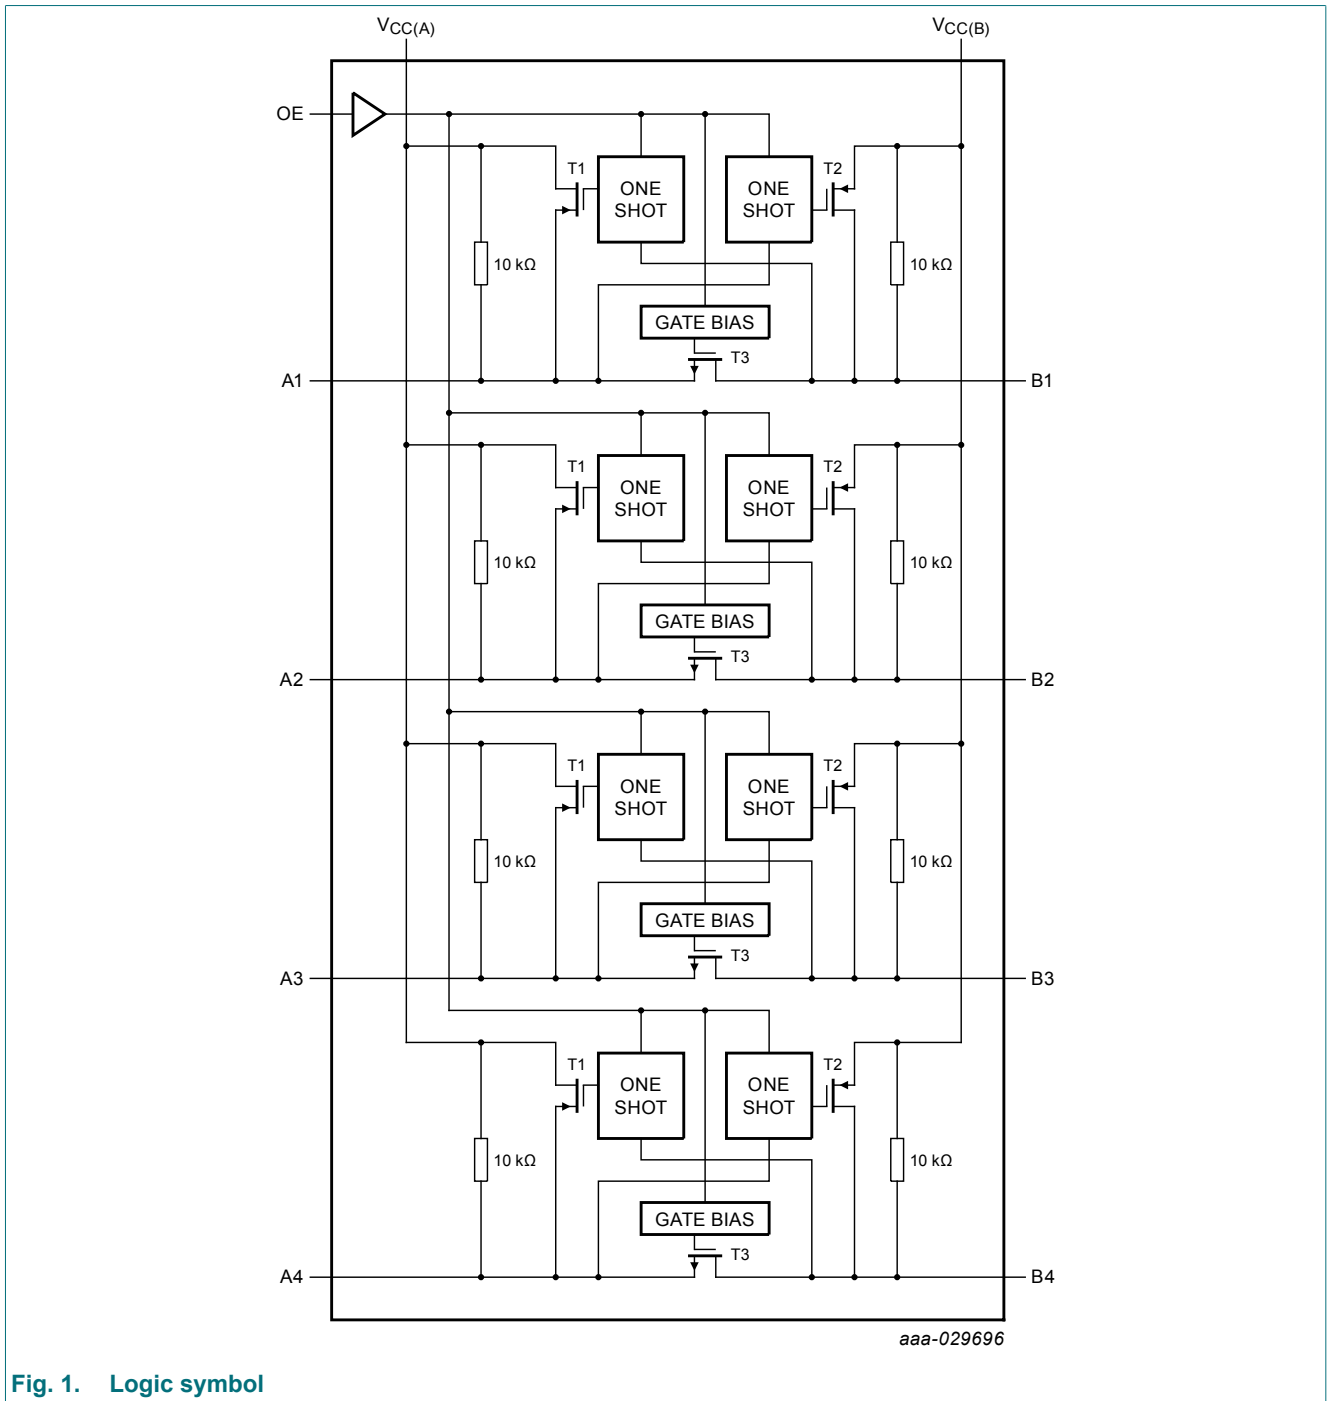 VCC(A) VCC(B)
OE
T1 ONE SHOT ONE SHOT T2
10 kΩ 10 kΩ
GATE BIAS
T3
A1 B1
T1 ONE SHOT ONE SHOT T2
10 kΩ 10 kΩ
GATE BIAS
T3
A2 B2
T1 ONE SHOT ONE SHOT T2
10 kΩ 10 kΩ
GATE BIAS
T3
A3 B3
T1 ONE SHOT ONE SHOT T2
10 kΩ 10 kΩ
GATE BIAS
T3
A4 B4
aaa-029696
Fig. 1. Logic symbol